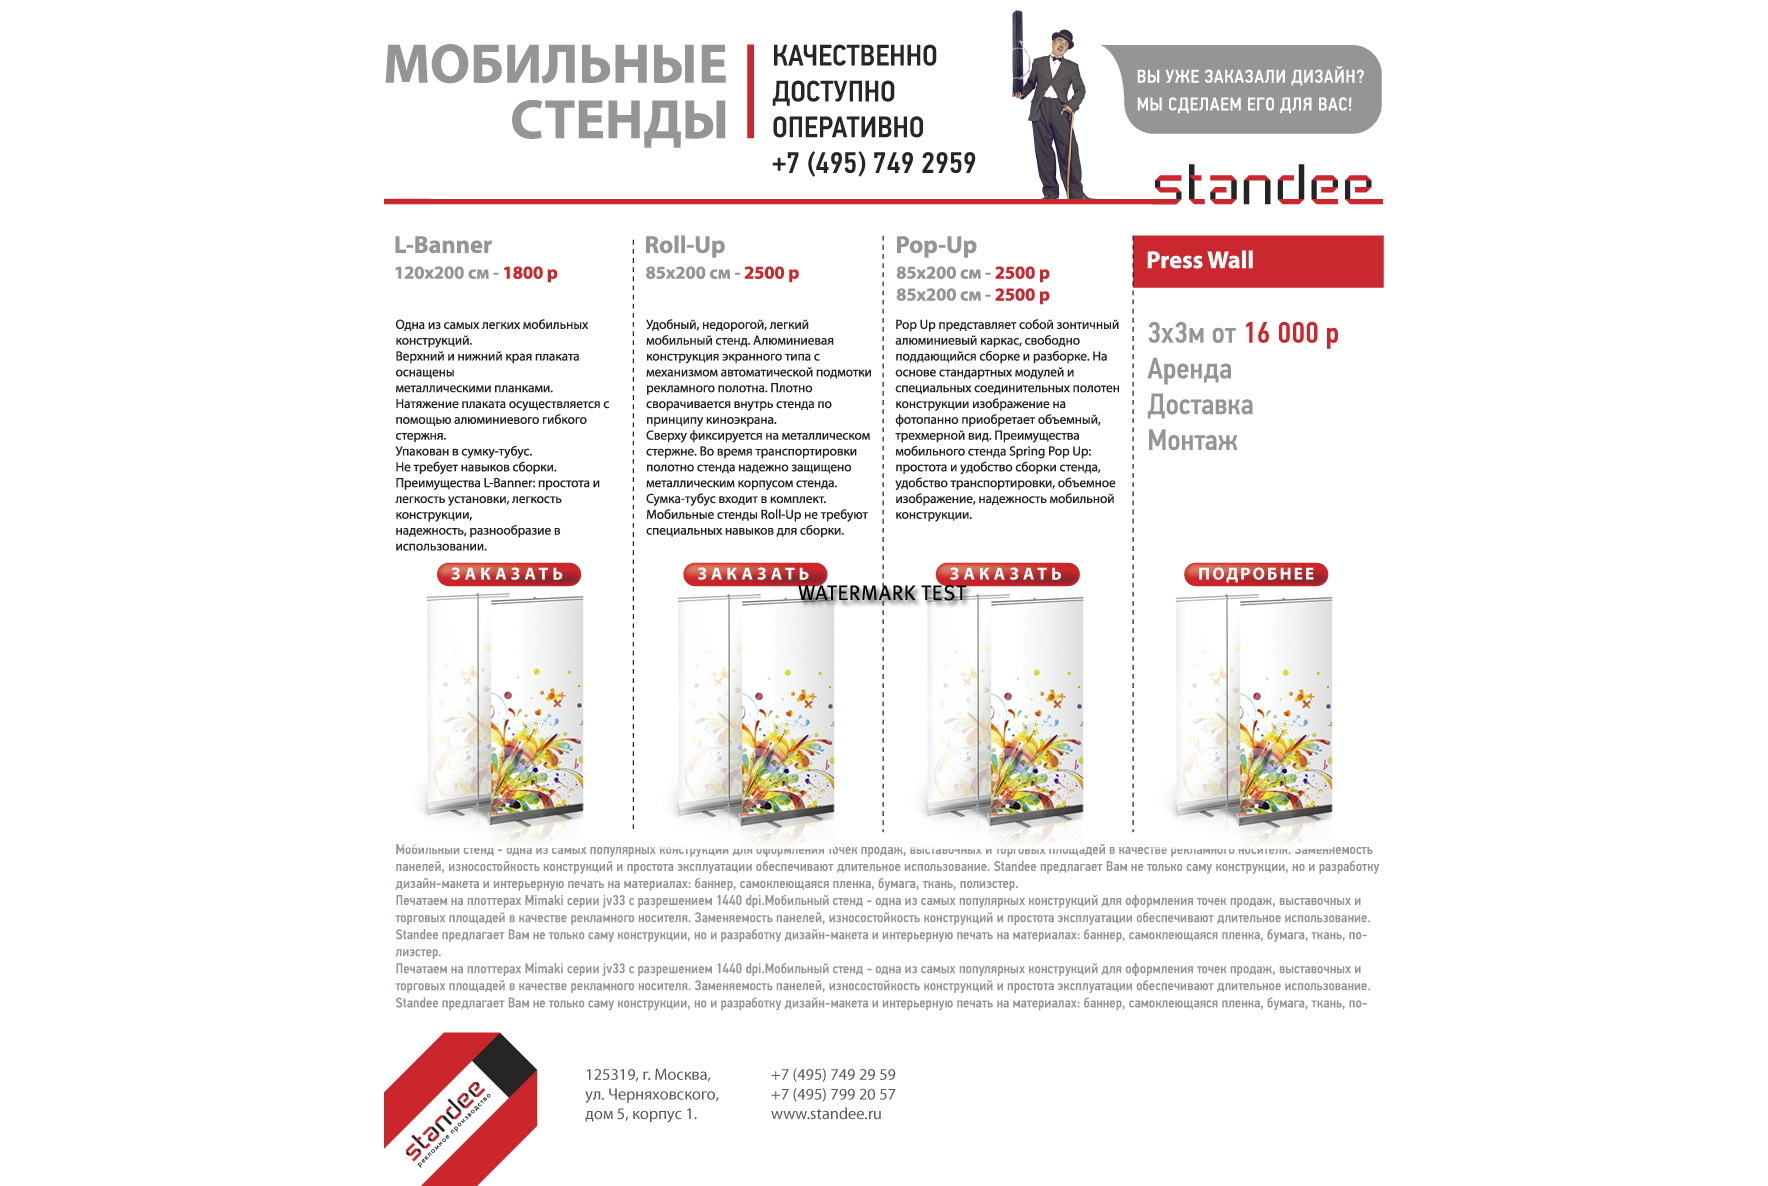 МОБИЛЬНЫЕ
СТЕНДЫ
КАЧЕСТВЕННО
ДОСТУПНО
ОПЕРАТИВНО
+7 (495) 749 2959
ВЫ УЖЕ ЗАКАЗАЛИ ДИЗАЙН?
МЫ СДЕЛАЕМ ЕГО ДЛЯ ВАС!
standee
L-Banner
120x200 см - 1800 р
Одна из самых легких мобильных
конструкций.
Верхний и нижний края плаката
оснащены
металлическими планками.
Натяжение плаката осуществляется с
помощью алюминиевого гибкого
стержня.
Упакован в сумку-тубус.
Не требует навыков сборки.
Преимущества L-Banner: простота и
легкость установки, легкость
конструкции,
надежность, разнообразие в
использовании.
ЗАКАЗАТЬ
Roll-Up
85x200 см - 2500 р
Удобный, недорогой, легкий
мобильный стенд. Алюминиевая
конструкция экранного типа с
механизмом автоматической подмотки
рекламного полотна. Плотно
сворачивается внутрь стенда по
принципу киноэкрана.
Сверху фиксируется на металлическом
стержне. Во время транспортировки
полотно стенда надежно защищено
металлическим корпусом стенда.
Сумка-тубус входит в комплект.
Мобильные стенды Roll-Up не требуют
специальных навыков для сборки.
ЗАКАЗАТЬ
Pop-Up
85x200 см - 2500 р
85x200 см - 2500 р
Pop Up представляет собой зонтичный
алюминиевый каркас, свободно
поддающийся сборке и разборке. На
основе стандартных модулей и
специальных соединительных полотен
конструкции изображение на
фотопанно приобретает объемный,
трехмерной вид. Преимущества
мобильного стенда Spring Pop Up:
простота и удобство сборки стенда,
удобство транспортировки, объемное
изображение, надежность мобильной
конструкции.
ЗАКАЗАТЬ
Press Wall
3x3м от 16 000 р
Аренда
Доставка
Монтаж
ПОДРОБНЕЕ
WATERMARK TEST
Мобильный стенд - одна из самых популярных конструкций для оформления точек продаж, выставочных и торговых площадей в качестве рекламного носителя. Заменяемость
панелей, износостойкость конструкций и простота эксплуатации обеспечивают длительное использование. Standee предлагает Вам не только саму конструкции, но и разработку
дизайн-макета и интерьерную печать на материалах: баннер, самоклеющаяся пленка, бумага, ткань, полиэстер.
Печатаем на плоттерах Mimaki серии jv33 с разрешением 1440 dpi.Мобильный стенд - одна из самых популярных конструкций для оформления точек продаж, выставочных и
торговых площадей в качестве рекламного носителя. Заменяемость панелей, износостойкость конструкций и простота эксплуатации обеспечивают длительное использование.
Standee предлагает Вам не только саму конструкции, но и разработку дизайн-макета и интерьерную печать на материалах: баннер, самоклеющаяся пленка, бумага, ткань, по-
лиэстер.
Печатаем на плоттерах Mimaki серии jv33 с разрешением 1440 dpi.Мобильный стенд - одна из самых популярных конструкций для оформления точек продаж, выставочных и
торговых площадей в качестве рекламного носителя. Заменяемость панелей, износостойкость конструкций и простота эксплуатации обеспечивают длительное использование.
Standee предлагает Вам не только саму конструкции, но и разработку дизайн-макета и интерьерную печать на материалах: баннер, самоклеющаяся пленка, бумага, ткань, по-
standee
рекламное производство
125319, г. Москва,
ул. Черняховского,
дом 5, корпус 1.
+7 (495) 749 29 59
+7 (495) 799 20 57
www.standee.ru